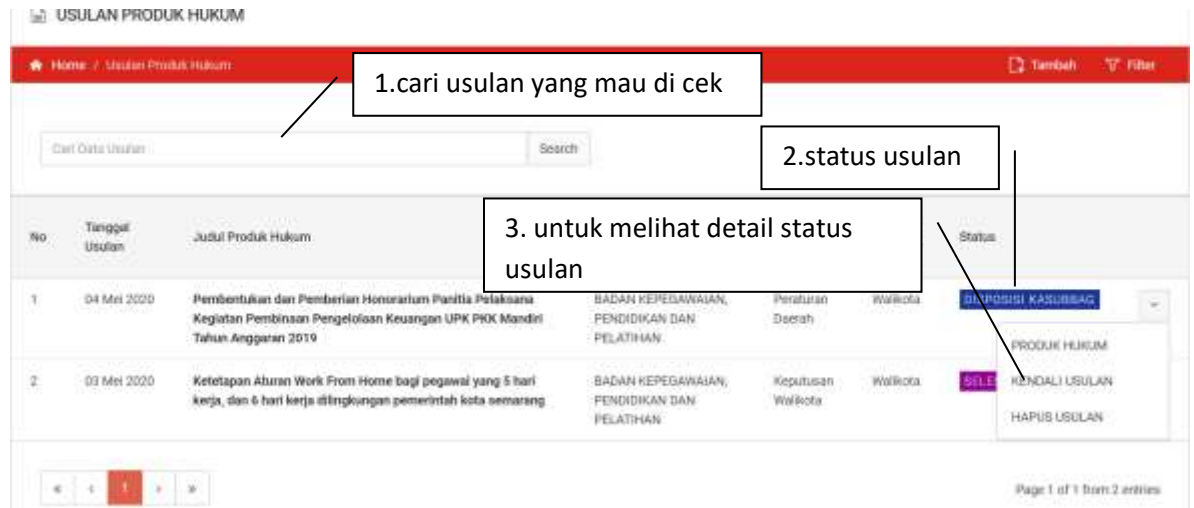 USULAN PRODUK HUKUM
Home / Usulan Produk Hukum
Tambah Filter
1.cari usulan yang mau di cek
Cari Data Usulan Search
2.status usulan
3. untuk melihat detail status
usulan
No Tanggal Usulan Judul Produk Hukum Status
1 04 Mei 2020 Pembentukan dan Pemberian Honorarium Panitia Pelaksana BADAN KEPEGAWAIAN, Peraturan Walikota DISPOSISI KASUBBAG
Kegiatan Pembinaan Pengelolaan Keuangan UPK PKK Mandiri PENDIDIKAN DAN Daerah
Tahun Anggaran 2019 PELATIHAN
PRODUK HUKUM
2 03 Mei 2020 Ketetapan Aturan Work From Home bagi pegawai yang 5 hari BADAN KEPEGAWAIAN, Keputusan Walikota KENDALI USULAN
kerja, dan 6 hari kerja dilingkungan pemerintah kota semarang PENDIDIKAN DAN Walikota
PELATIHAN
HAPUS USULAN
« ‹ 1 › »
Page 1 of 1 from 2 entries